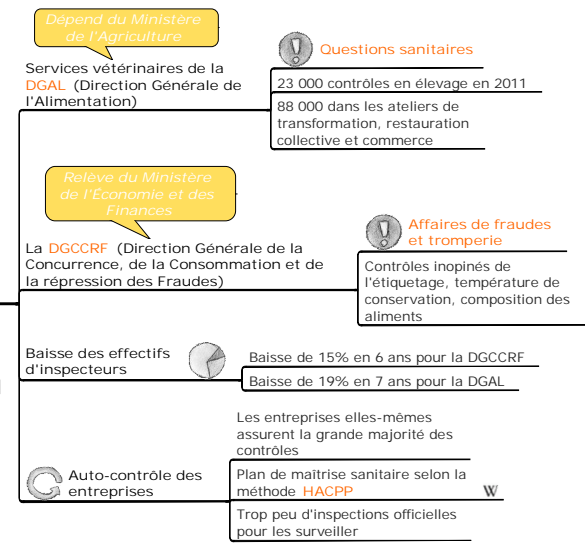 Dépend du Ministère
de l'Agriculture
Services vétérinaires de la
DGAL (Direction Générale de
l'Alimentation)
Questions sanitaires
23 000 contrôles en élevage en 2011
88 000 dans les ateliers de
transformation, restauration
collective et commerce
Relève du Ministère
de l'Économie et des
Finances
La DGCCRF (Direction Générale de la
Concurrence, de la Consommation et de
la répression des Fraudes)
Affaires de fraudes
et tromperie
Contrôles inopinés de
l'étiquetage, température de
conservation, composition des
aliments
Baisse des effectifs
d'inspecteurs
Baisse de 15% en 6 ans pour la DGCCRF
Baisse de 19% en 7 ans pour la DGAL
Auto-contrôle des
entreprises
Les entreprises elles-mêmes
assurent la grande majorité des
contrôles
Plan de maîtrise sanitaire selon la
méthode HACPP
W
Trop peu d'inspections officielles
pour les surveiller